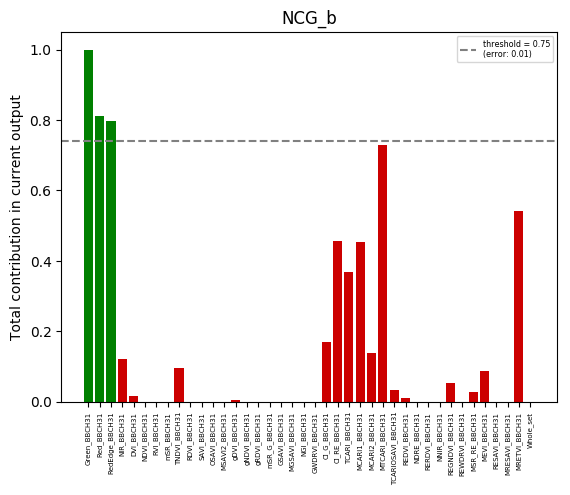 NCG_b
Total contribution in current output
1.0
0.8
0.6
0.4
0.2
0.0
threshold = 0.75
(error: 0.01)
Green_BBCH31
Red_BBCH31
RedEdge_BBCH31
NIR_BBCH31
DVI_BBCH31
NDVI_BBCH31
RVI_BBCH31
mSR_BBCH31
TNDVI_BBCH31
RDVI_BBCH31
SAVI_BBCH31
OSAVI_BBCH31
MSAVI2_BBCH31
gDVI_BBCH31
gNDVI_BBCH31
gRDVI_BBCH31
mSR_G_BBCH31
GSAVI_BBCH31
MGSAVI_BBCH31
NGI_BBCH31
GWDRVI_BBCH31
CI_G_BBCH31
CI_RE_BBCH31
TCARI_BBCH31
MCARI1_BBCH31
MCARI2_BBCH31
MTCARI_BBCH31
TCARIOSAVI_BBCH31
REDVI_BBCH31
NDRE_BBCH31
RERDVI_BBCH31
NNIR_BBCH31
REGNDVI_BBCH31
REWDRVI_BBCH31
MSR_RE_BBCH31
MEVI_BBCH31
RESAVI_BBCH31
MRESAVI_BBCH31
MRETVI_BBCH31
Whole_set